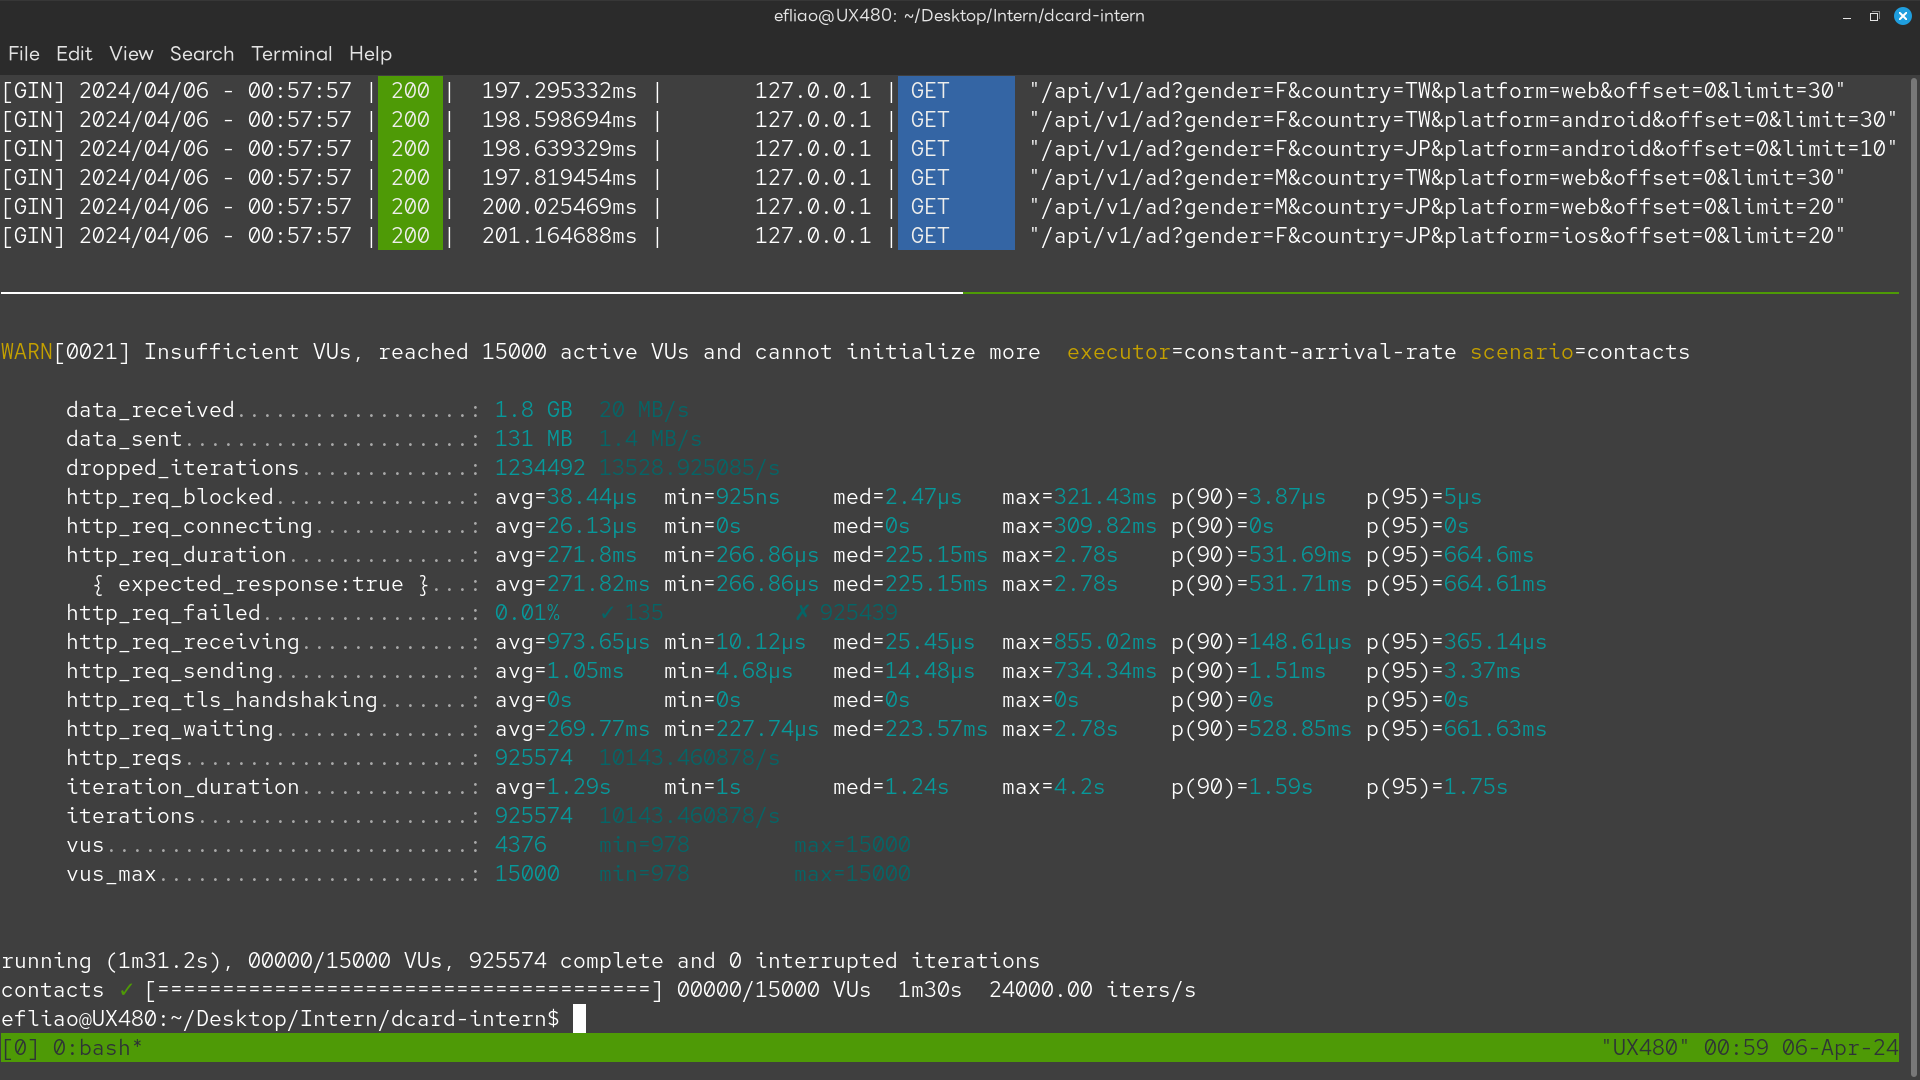 efliao@UX480: ~/Desktop/Intern/dcard-intern
File Edit View Search Terminal Help
[GIN] 2024/04/06 - 00:57:57 | 200 |  197.295332ms |       127.0.0.1 | GET      "/api/v1/ad?gender=F&country=TW&platform=web&offset=0&limit=30"
[GIN] 2024/04/06 - 00:57:57 | 200 |  198.598694ms |       127.0.0.1 | GET      "/api/v1/ad?gender=F&country=TW&platform=android&offset=0&limit=30"
[GIN] 2024/04/06 - 00:57:57 | 200 |  198.639329ms |       127.0.0.1 | GET      "/api/v1/ad?gender=F&country=JP&platform=android&offset=0&limit=10"
[GIN] 2024/04/06 - 00:57:57 | 200 |  197.819454ms |       127.0.0.1 | GET      "/api/v1/ad?gender=M&country=TW&platform=web&offset=0&limit=30"
[GIN] 2024/04/06 - 00:57:57 | 200 |  200.025469ms |       127.0.0.1 | GET      "/api/v1/ad?gender=M&country=JP&platform=web&offset=0&limit=20"
[GIN] 2024/04/06 - 00:57:57 | 200 |  201.164688ms |       127.0.0.1 | GET      "/api/v1/ad?gender=F&country=JP&platform=ios&offset=0&limit=20"
WARN[0021] Insufficient VUs, reached 15000 active VUs and cannot initialize more  executor=constant-arrival-rate scenario=contacts
data_received..................: 1.8 GB  20 MB/s
data_sent......................: 131 MB  1.4 MB/s
dropped_iterations.............: 1234492 13528.925085/s
http_req_blocked...............: avg=38.44µs  min=925ns    med=2.47µs   max=321.43ms p(90)=3.87µs   p(95)=5µs
http_req_connecting............: avg=26.13µs  min=0s       med=0s       max=309.82ms p(90)=0s       p(95)=0s
http_req_duration..............: avg=271.8ms  min=266.86µs med=225.15ms max=2.78s    p(90)=531.69ms p(95)=664.6ms
{ expected_response:true }...: avg=271.82ms min=266.86µs med=225.15ms max=2.78s    p(90)=531.71ms p(95)=664.61ms
http_req_failed................: 0.01%   ✓ 135          ✗ 925439
http_req_receiving.............: avg=973.65µs min=10.12µs  med=25.45µs  max=855.02ms p(90)=148.61µs p(95)=365.14µs
http_req_sending...............: avg=1.05ms   min=4.68µs   med=14.48µs  max=734.34ms p(90)=1.51ms   p(95)=3.37ms
http_req_tls_handshaking.......: avg=0s       min=0s       med=0s       max=0s       p(90)=0s       p(95)=0s
http_req_waiting...............: avg=269.77ms min=227.74µs med=223.57ms max=2.78s    p(90)=528.85ms p(95)=661.63ms
http_reqs......................: 925574  10143.460878/s
iteration_duration.............: avg=1.29s    min=1s       med=1.24s    max=4.2s     p(90)=1.59s    p(95)=1.75s
iterations.....................: 925574  10143.460878/s
vus............................: 4376    min=978        max=15000
vus_max........................: 15000   min=978        max=15000
running (1m31.2s), 00000/15000 VUs, 925574 complete and 0 interrupted iterations
contacts ✓ [======================================] 00000/15000 VUs  1m30s  24000.00 iters/s
efliao@UX480:~/Desktop/Intern/dcard-intern$
[0] 0:bash* "UX480" 00:59 06-Apr-24